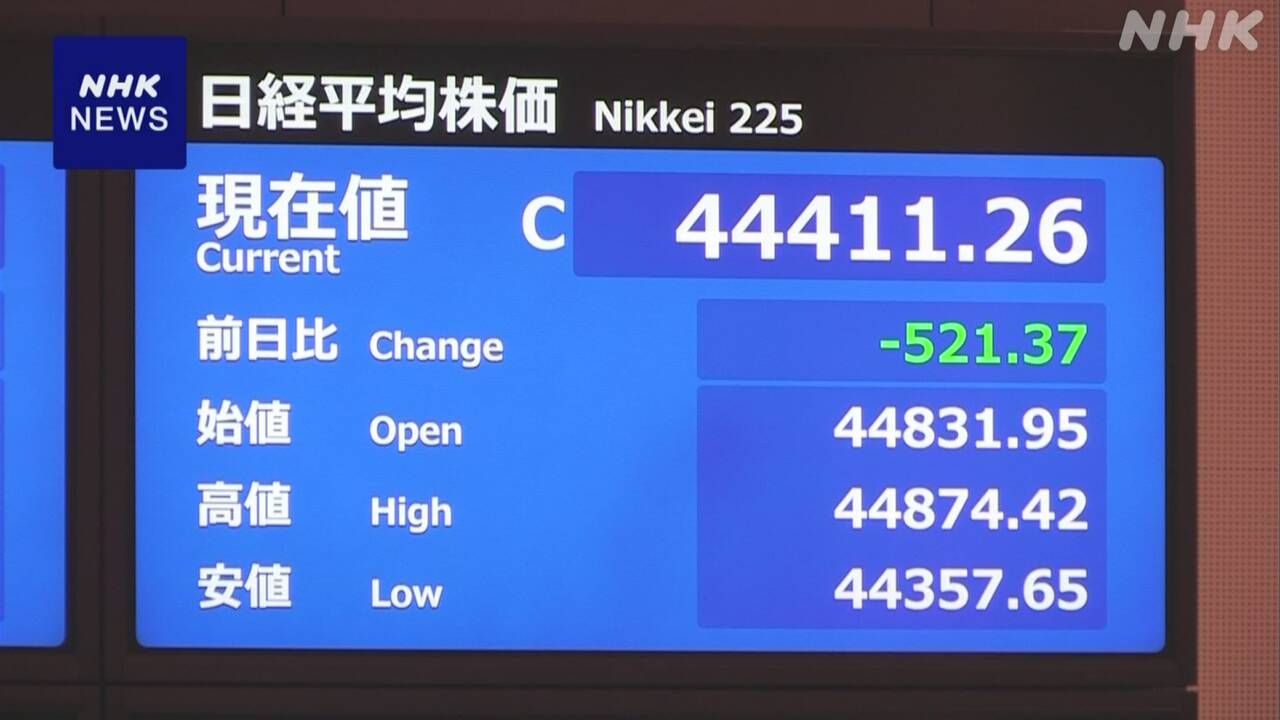 NHK
NHK
NEWS
日経平均株価 Nikkei 225
現在値 C 44411.26
Current
前日比 Change -521.37
始値 Open 44831.95
高値 High 44874.42
安値 Low 44357.65